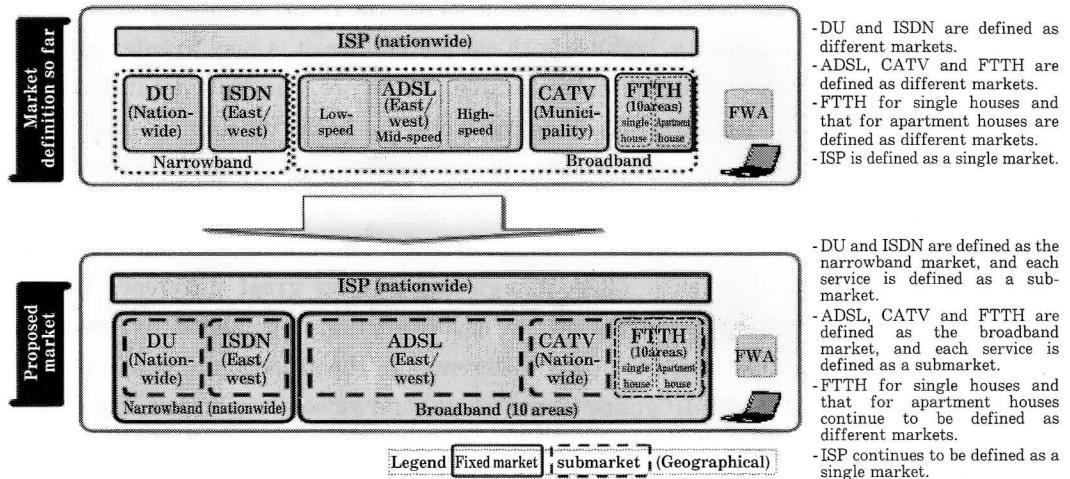 Market
definition so far
ISP (nationwide)
DU
(Nation-
wide)
ISDN
(East/
west)
Narrowband
Low-
speed
ADSL
(East/
west)
Mid-speed
High-
speed
CATV
(Munici-
pality)
FTTH
(10areas)
single
house
Apartment
house
Broadband
FWA
- DU and ISDN are defined as
different markets.
- ADSL, CATV and FTTH are
defined as different markets.
- FTTH for single houses and
that for apartment houses are
defined as different markets.
- ISP is defined as a single market.
Proposed
market
ISP (nationwide)
DU
(Nation-
wide)
ISDN
(East/
west)
Narrowband (nationwide)
ADSL
(East/
west)
CATV
(Nation-
wide)
FTTH
(10areas)
single
house
Apartment
house
Broadband (10 areas)
FWA
- DU and ISDN are defined as the
narrowband market, and each
service is defined as a sub-
market.
- ADSL, CATV and FTTH are
defined as the broadband
market, and each service is
defined as a submarket.
- FTTH for single houses and
that for apartment houses
continue to be defined as
different markets.
- ISP continues to be defined as a
single market.
Legend Fixed market submarket (Geographical)